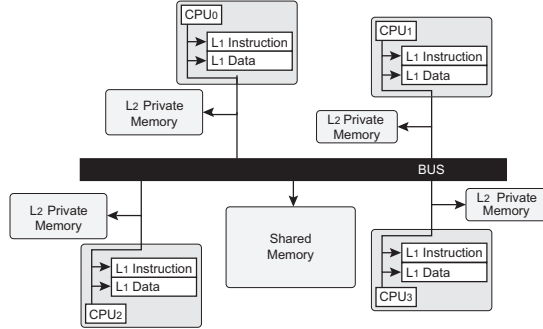 CPU0
L1 Instruction
L1 Data
L2 Private
Memory
CPU1
L1 Instruction
L1 Data
L2 Private
Memory
BUS
L2 Private
Memory
L1 Instruction
L1 Data
CPU2
Shared
Memory
L2 Private
Memory
L1 Instruction
L1 Data
CPU3